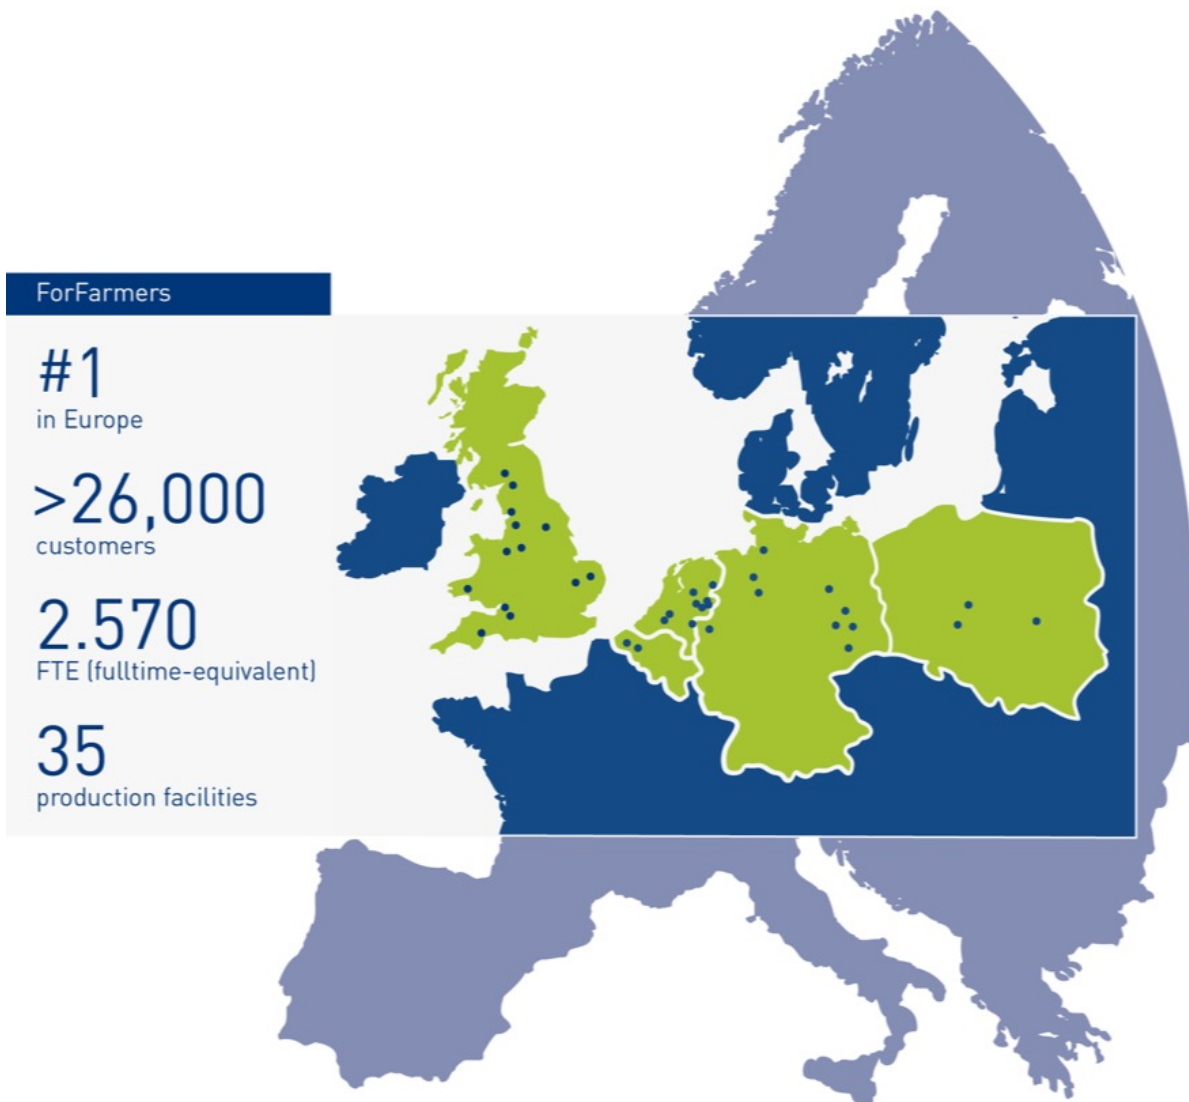 ForFarmers
#1
in Europe
>26,000
customers
2.570
FTE (fulltime-equivalent)
35
production facilities